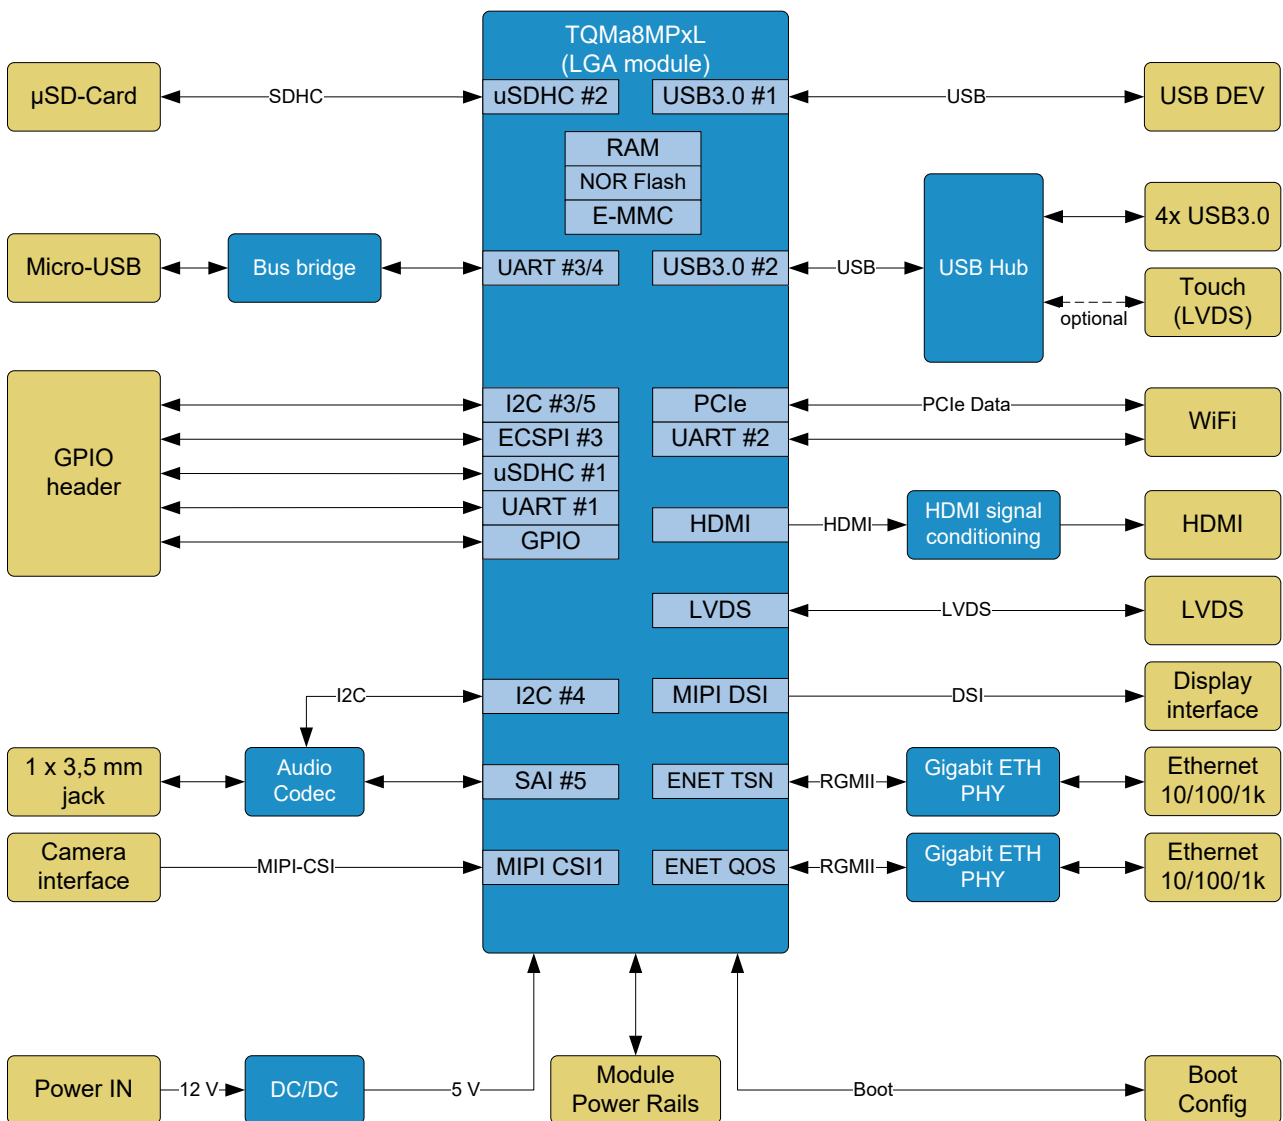 TQMa8MPxL
(LGA module)
µSD-Card
SDHC
uSDHC #2
USB3.0 #1
USB
USB DEV
RAM
NOR Flash
E-MMC
Micro-USB
Bus bridge
UART #3/4
USB3.0 #2
USB
USB Hub
4x USB3.0
optional
Touch
(LVDS)
GPIO
header
I2C #3/5
ECSPI #3
uSDHC #1
UART #1
GPIO
PCIe
UART #2
PCIe Data
WiFi
HDMI
HDMI
HDMI signal
conditioning
HDMI
LVDS
LVDS
LVDS
I2C
I2C #4
MIPI DSI
DSI
Display
interface
1 x 3,5 mm
jack
Audio
Codec
SAI #5
ENET TSN
RGMII
Gigabit ETH
PHY
Ethernet
10/100/1k
Camera
interface
MIPI-CSI
MIPI CSI1
ENET QOS
RGMII
Gigabit ETH
PHY
Ethernet
10/100/1k
Power IN
12 V
DC/DC
5 V
Module
Power Rails
Boot
Boot
Config